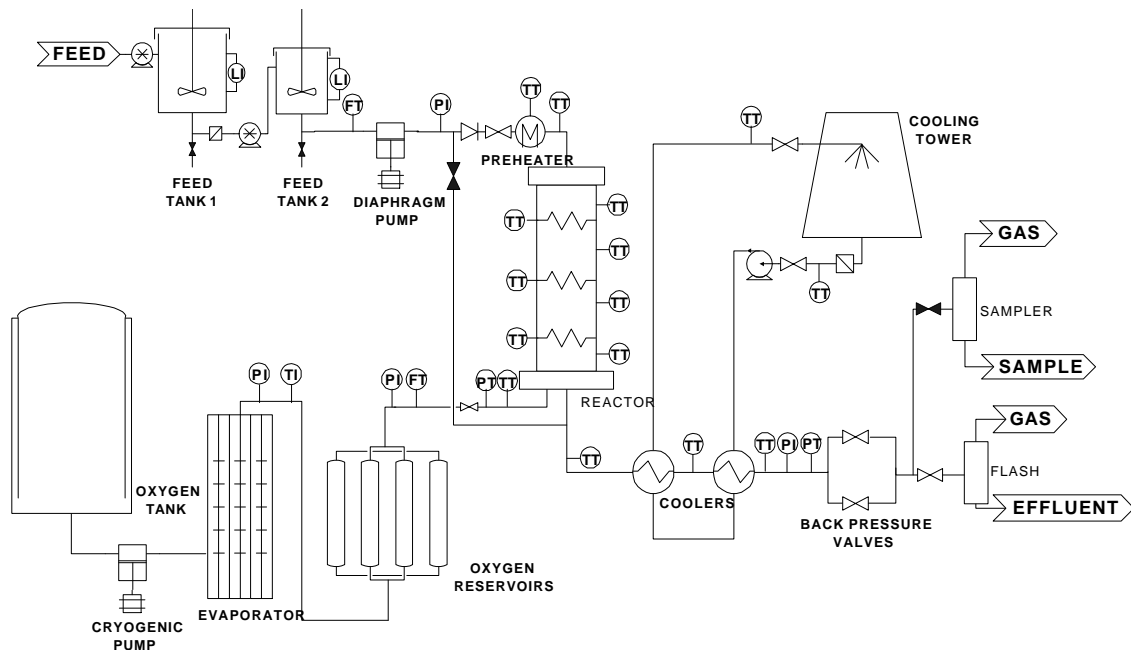 FEED
LI
LI
FT
PI
TT
TT
PREHEATER
FEED
TANK 1
FEED
TANK 2
DIAPHRAGM
PUMP
TT
COOLING
TOWER
TT
TT
TT
TT
TT
TT
TT
TT
TT
GAS
SAMPLER
SAMPLE
REACTOR
PI
TI
PI
FT
PT
TT
OXYGEN
TANK
EVAPORATOR
CRYOGENIC
PUMP
OXYGEN
RESERVOIRS
TT
TT
COOLERS
TT
PI
PT
BACK PRESSURE
VALVES
GAS
FLASH
EFFLUENT